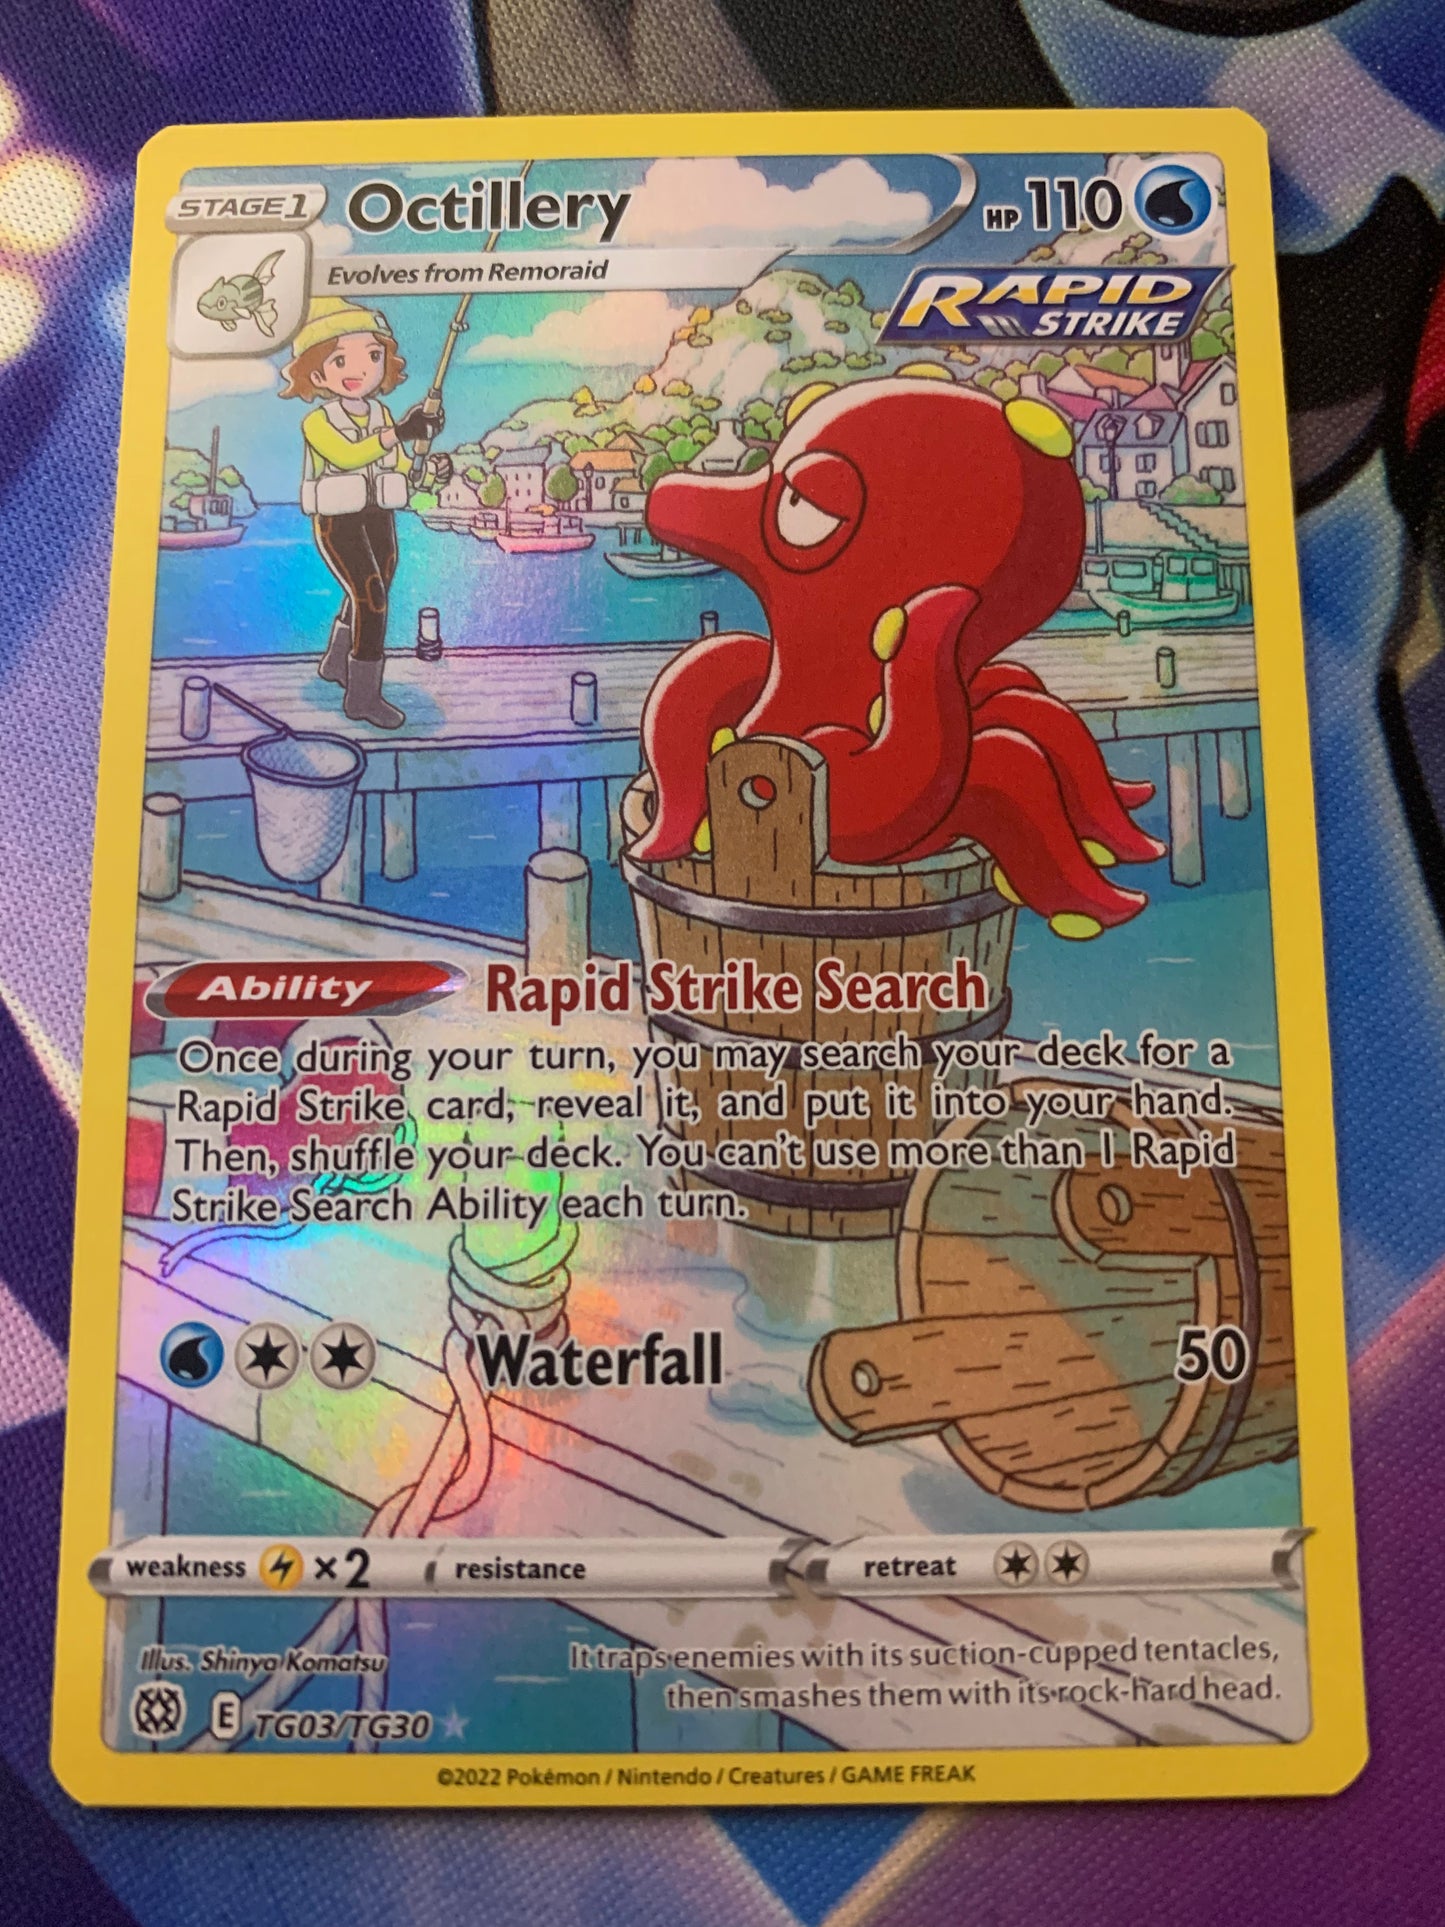 STAGE 1 Octillery HP 110
Evolves from Remoraid
RAPID
STRIKE
Ability Rapid Strike Search
Once during your turn, you may search your deck for a
Rapid Strike card, reveal it, and put it into your hand.
Then, shuffle your deck. You can't use more than 1 Rapid
Strike Search Ability each turn.
Waterfall 50
weakness ×2 resistance retreat
Illus. Shinya Komatsu
It traps enemies with its suction-cupped tentacles,
then smashes them with its rock-hard head.
E TG03/TG30
©2022 Pokémon / Nintendo / Creatures / GAME FREAK